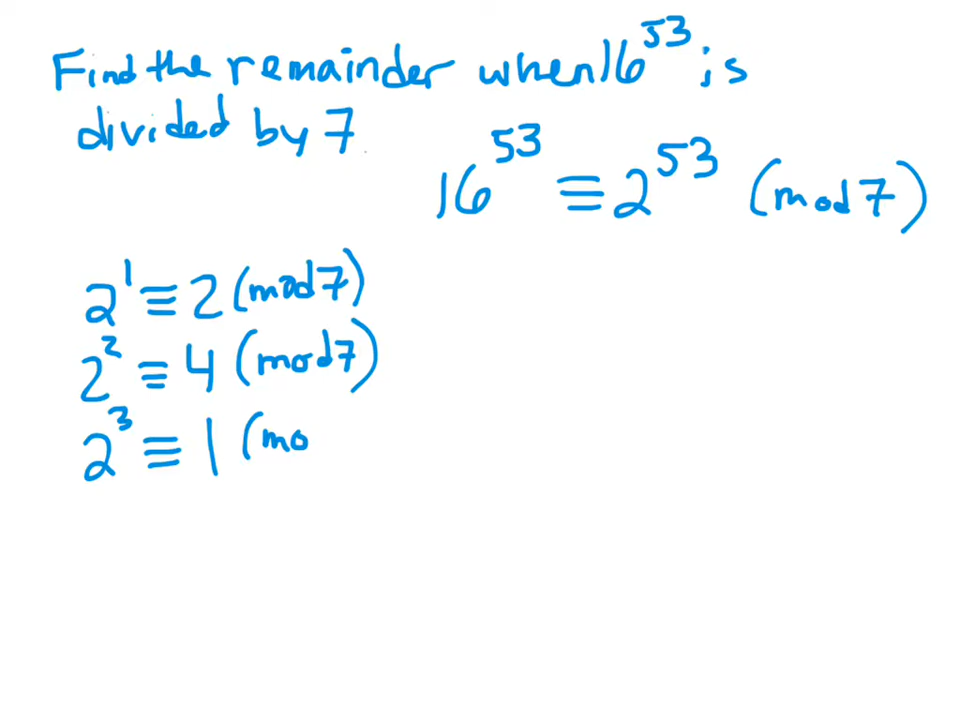 Find the remainder when 16^53 is
divided by 7
16^53 ≡ 2^53 (mod 7)
2^1 ≡ 2 (mod 7)
2^2 ≡ 4 (mod 7)
2^3 ≡ 1 (mo